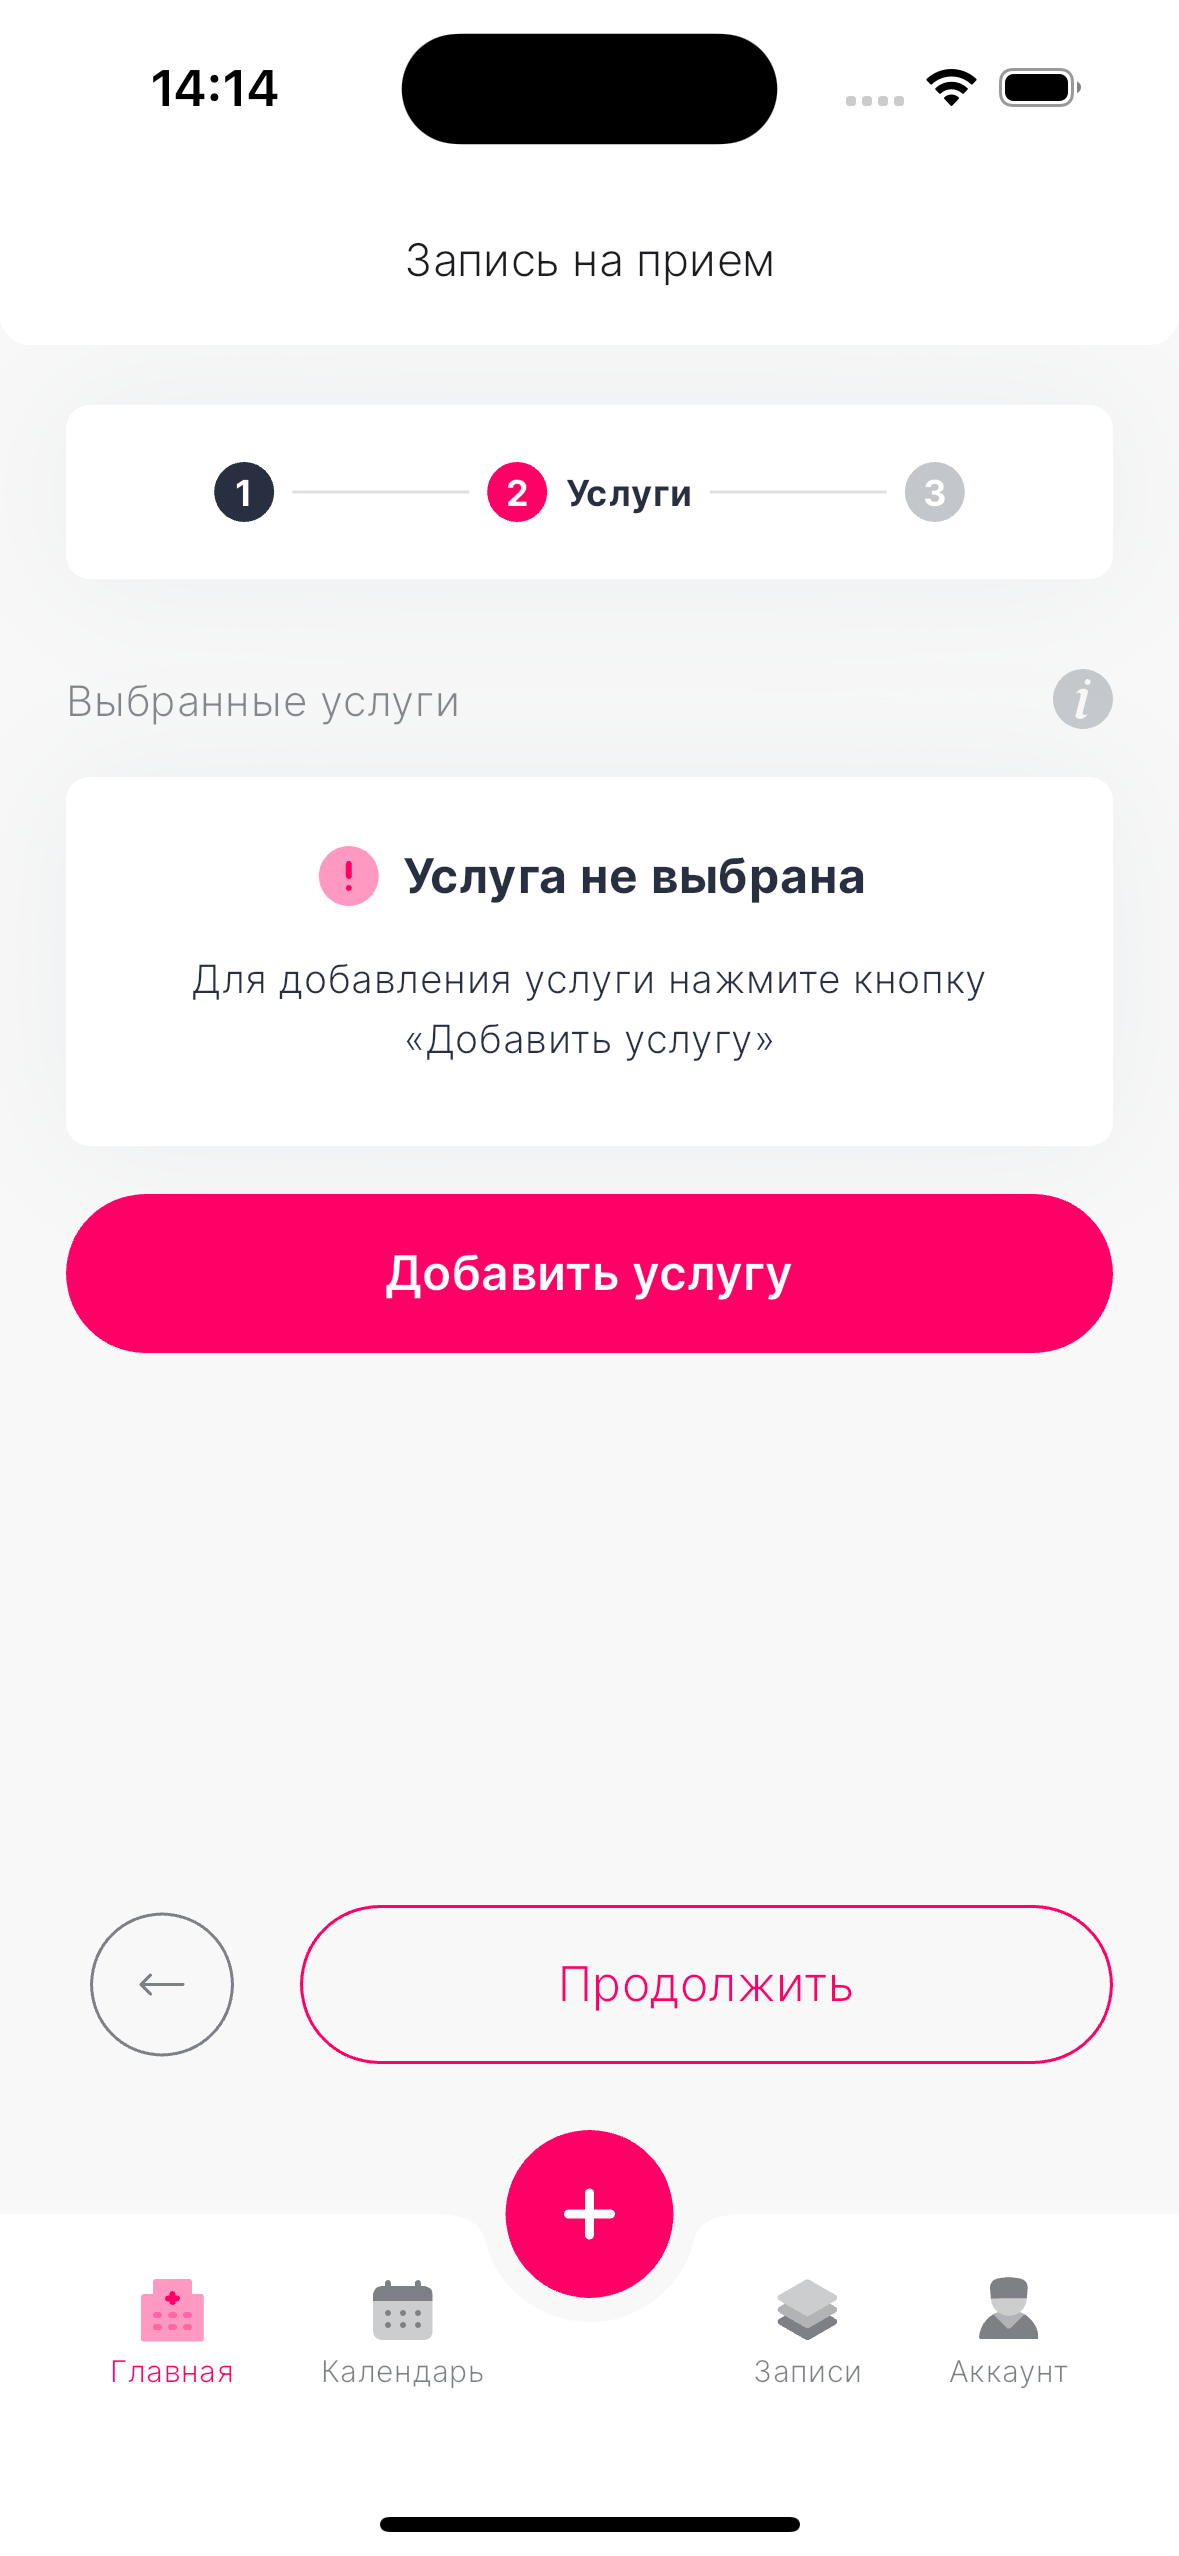 14:14
Запись на прием
1
2 Услуги
3
Выбранные услуги
i
! Услуга не выбрана
Для добавления услуги нажмите кнопку
«Добавить услугу»
Добавить услугу
Продолжить
Главная
Календарь
Записи
Аккаунт